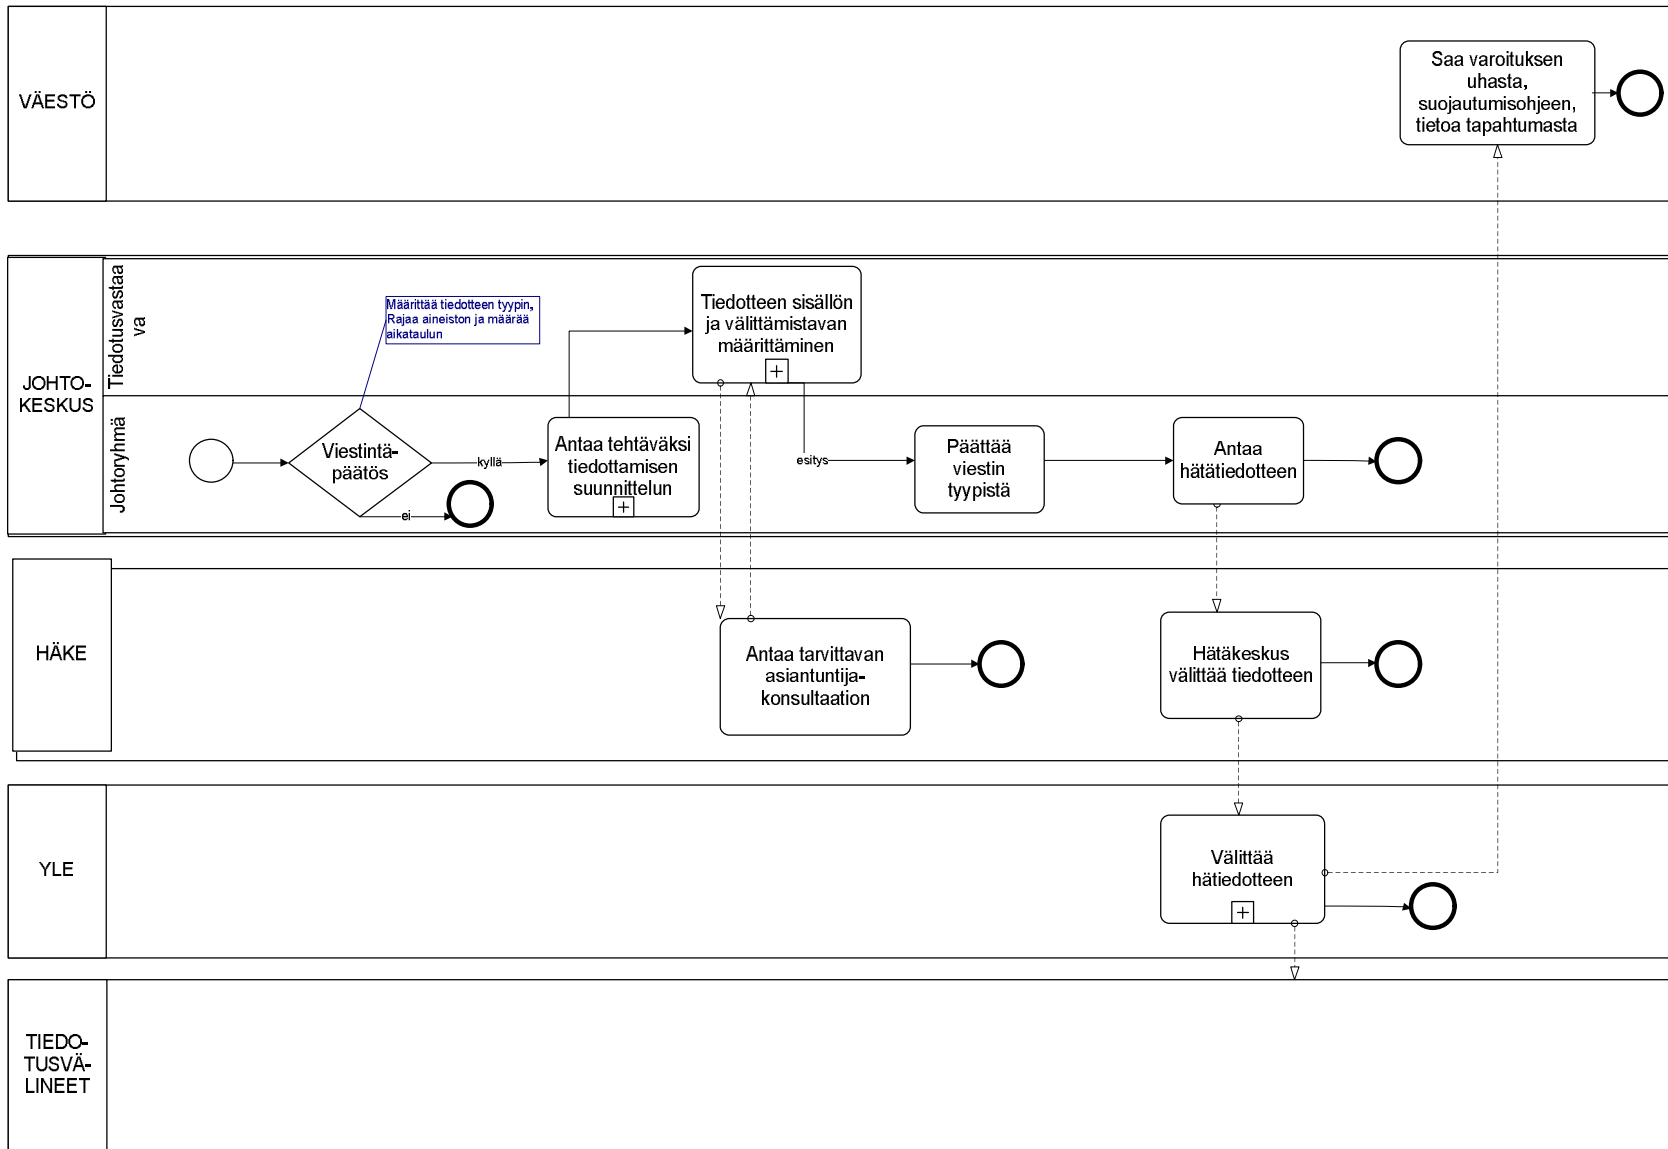 VÄESTÖ
Saa varoituksen
uhasta,
suojautumisohjeen,
tietoa tapahtumasta
JOHTO-
KESKUS
Tiedotusvastaa
va
Määrittää tiedotteen tyypin,
Rajaa aineiston ja määrää
aikataulun
Tiedotteen sisällön
ja välittämistavan
määrittäminen
Johtoryhmä
Viestintä-
päätös
kyllä
ei
Antaa tehtäväksi
tiedottamisen
suunnittelun
esitys
Päättää
viestin
tyypistä
Antaa
hätätiedotteen
HÄKE
Antaa tarvittavan
asiantuntija-
konsultaation
Hätäkeskus
välittää tiedotteen
YLE
Välittää
hätiedotteen
TIEDO-
TUSVÄ-
LINEET